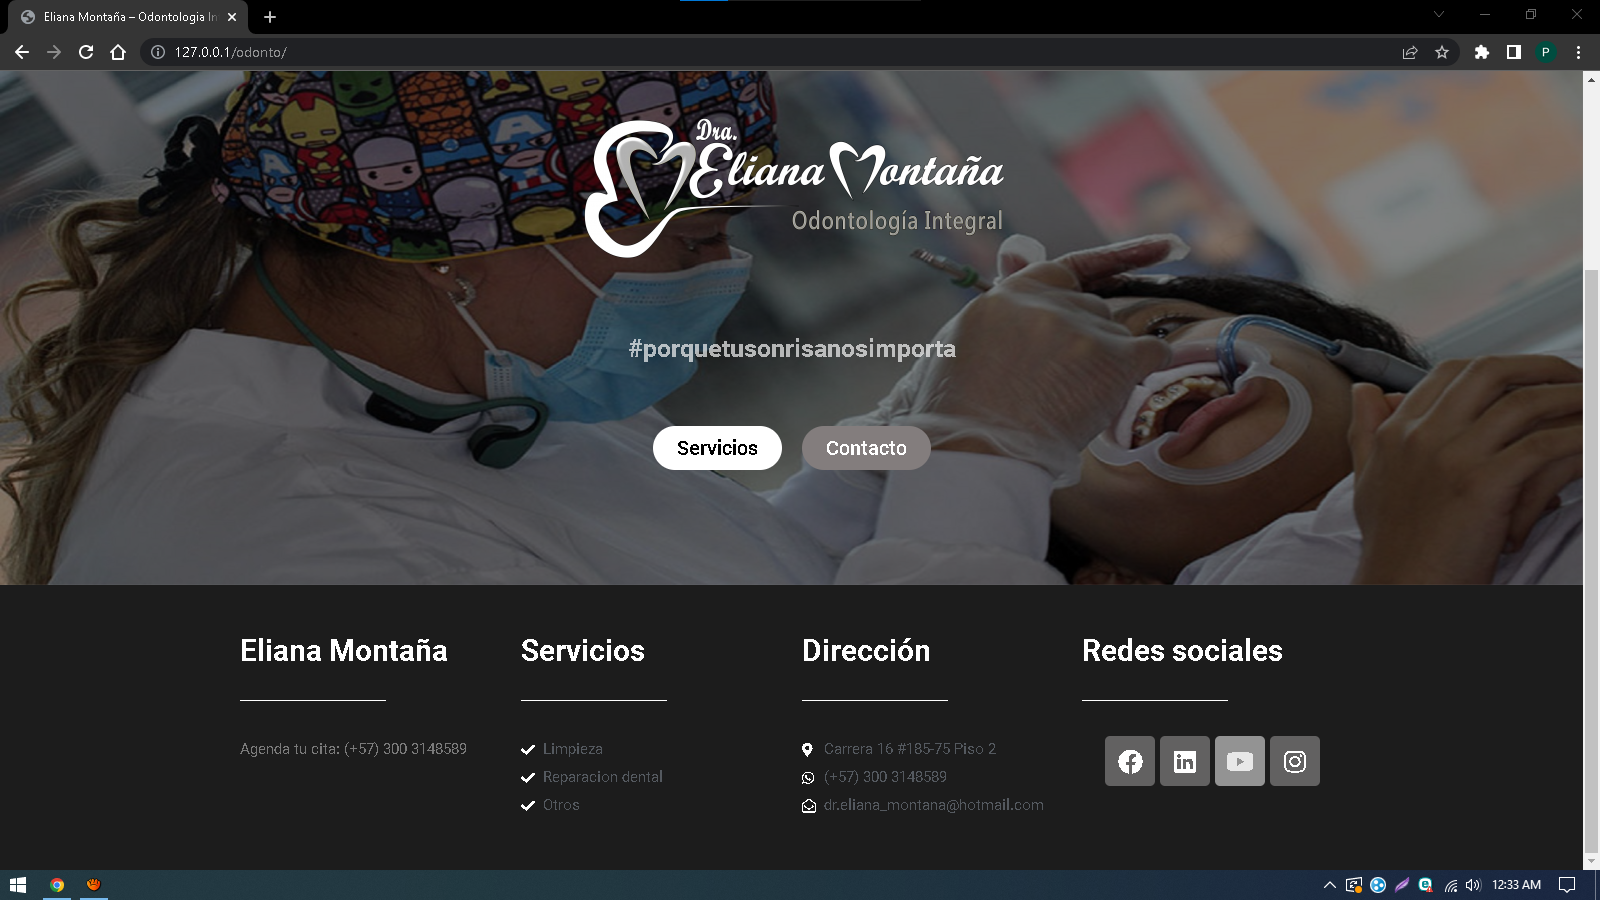 Eliana Montaña – Odontologia In
127.0.0.1/odonto/
P
Dra.
Eliana Montaña
Odontología Integral
#porquetusonrisanosimporta
Servicios
Contacto
Eliana Montaña
Agenda tu cita: (+57) 300 3148589
Servicios
Limpieza
Reparacion dental
Otros
Dirección
Carrera 16 #185-75 Piso 2
(+57) 300 3148589
dr.eliana_montana@hotmail.com
Redes sociales
12:33 AM